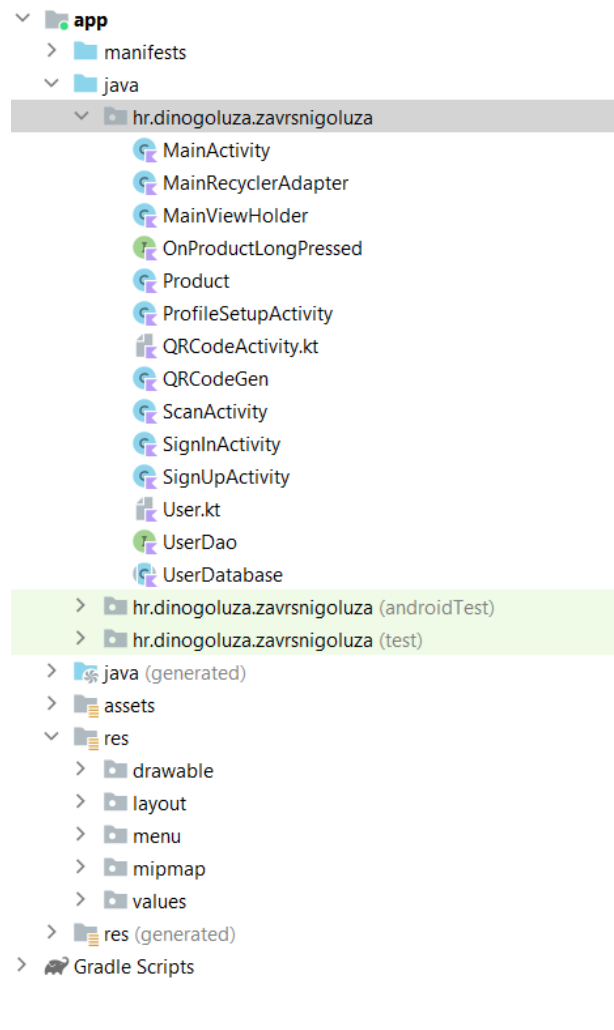 app
manifests
java
hr.dinogoluza.zavrsnigoluza
MainActivity
MainRecyclerAdapter
MainViewHolder
OnProductLongPressed
Product
ProfileSetupActivity
QRCodeActivity.kt
QRCodeGen
ScanActivity
SignInActivity
SignUpActivity
User.kt
UserDao
UserDatabase
hr.dinogoluza.zavrsnigoluza (androidTest)
hr.dinogoluza.zavrsnigoluza (test)
java (generated)
assets
res
drawable
layout
menu
mipmap
values
res (generated)
Gradle Scripts